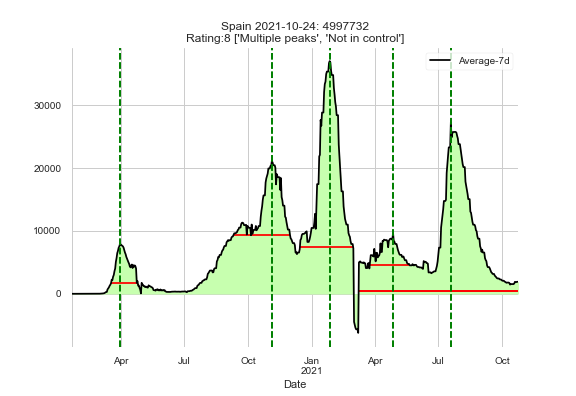 Spain 2021-10-24: 4997732
Rating:8 ['Multiple peaks', 'Not in control']
Average-7d
30000
20000
10000
0
Apr
Jul
Oct
Jan
2021
Apr
Jul
Oct
Date